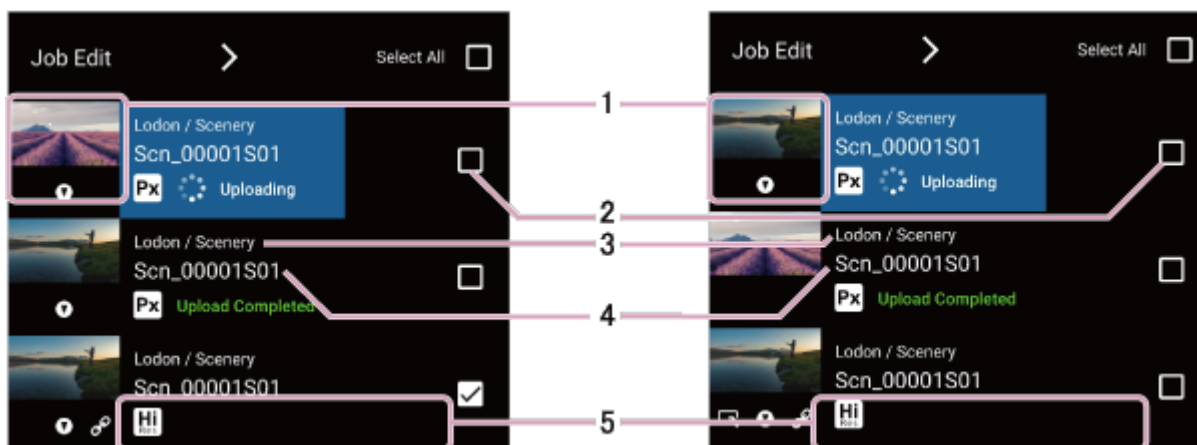 Job Edit
Select All
Lodon / Scenery
Scn_00001S01
Px Uploading
Lodon / Scenery
Scn_00001S01
Px Upload Completed
Lodon / Scenery
Scn_00001S01
Hi
Res
1
2
3
4
5
Job Edit
Select All
Lodon / Scenery
Scn_00001S01
Px Uploading
Lodon / Scenery
Scn_00001S01
Px Upload Completed
Lodon / Scenery
Scn_00001S01
Hi
Res